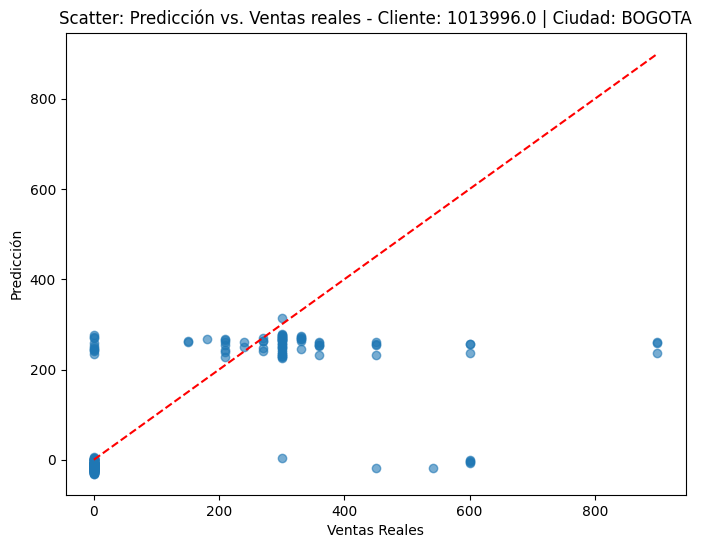 Scatter: Predicción vs. Ventas reales - Cliente: 1013996.0 | Ciudad: BOGOTA
Predicción
800
600
400
200
0
0 200 400 600 800
Ventas Reales